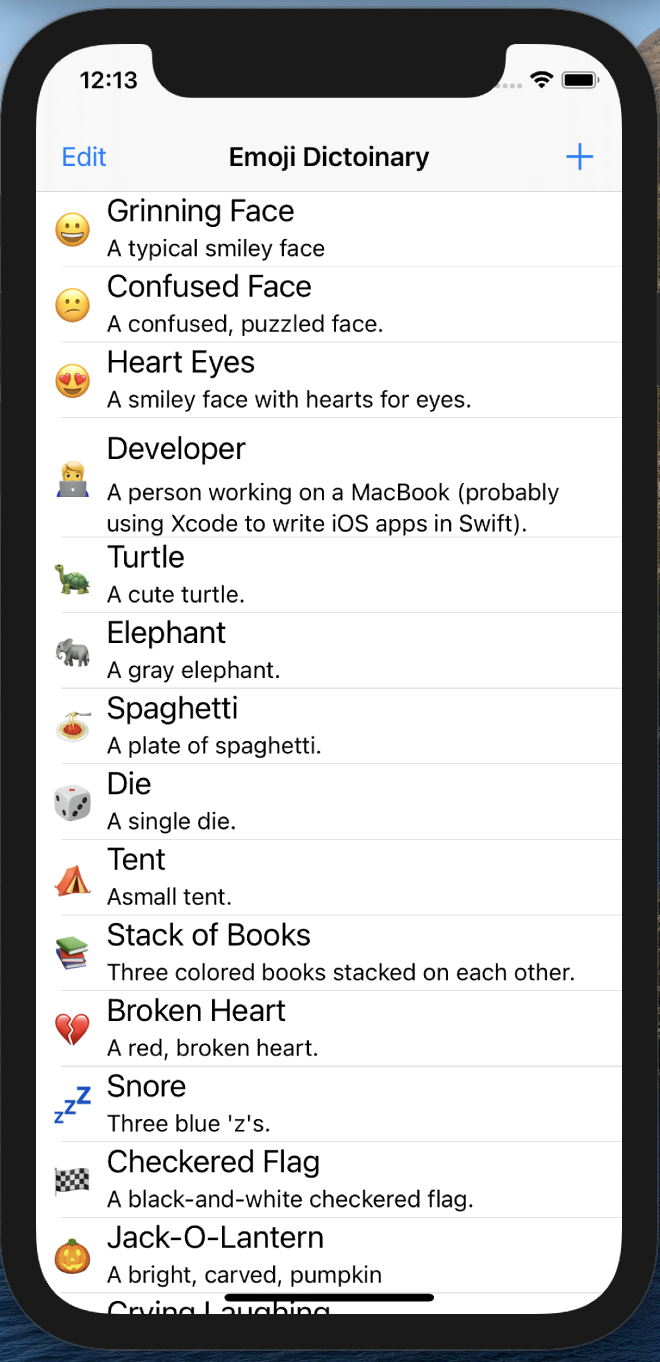 12:13
Edit
Emoji Dictoinary
+
Grinning Face
A typical smiley face
Confused Face
A confused, puzzled face.
Heart Eyes
A smiley face with hearts for eyes.
Developer
A person working on a MacBook (probably
using Xcode to write iOS apps in Swift).
Turtle
A cute turtle.
Elephant
A gray elephant.
Spaghetti
A plate of spaghetti.
Die
A single die.
Tent
Asmall tent.
Stack of Books
Three colored books stacked on each other.
Broken Heart
A red, broken heart.
zzZ
Snore
Three blue 'z's.
Checkered Flag
A black-and-white checkered flag.
Jack-O-Lantern
A bright, carved, pumpkin
Crying Laughing